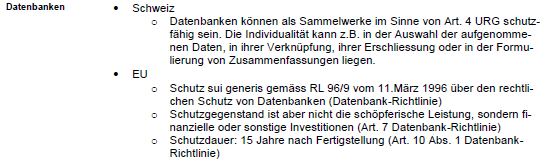 Datenbanken
• Schweiz
o Datenbanken können als Sammelwerke im Sinne von Art. 4 URG schutz-
fähig sein. Die Individualität kann z.B. in der Auswahl der aufgenomme-
nen Daten, in ihrer Verknüpfung, ihrer Erschliessung oder in der Formu-
lierung von Zusammenfassungen liegen.
• EU
o Schutz sui generis gemäss RL 96/9 vom 11.März 1996 über den rechtli-
chen Schutz von Datenbanken (Datenbank-Richtlinie)
o Schutzgegenstand ist aber nicht die schöpferische Leistung, sondern fi-
nanzielle oder sonstige Investitionen (Art. 7 Datenbank-Richtlinie)
o Schutzdauer: 15 Jahre nach Fertigstellung (Art. 10 Abs. 1 Datenbank-
Richtlinie)